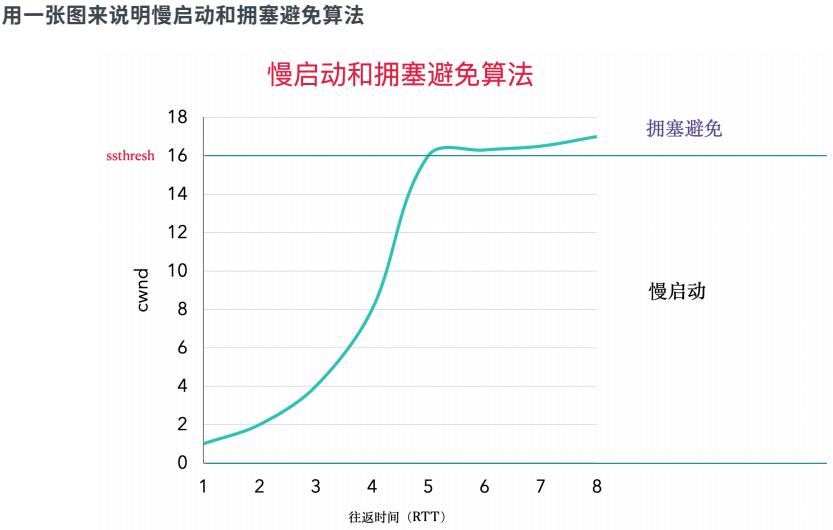 用一张图来说明慢启动和拥塞避免算法
慢启动和拥塞避免算法
18
拥塞避免
ssthresh 16
14
12
10
慢启动
cwnd
8
6
4
2
0
1 2 3 4 5 6 7 8
往返时间（RTT）